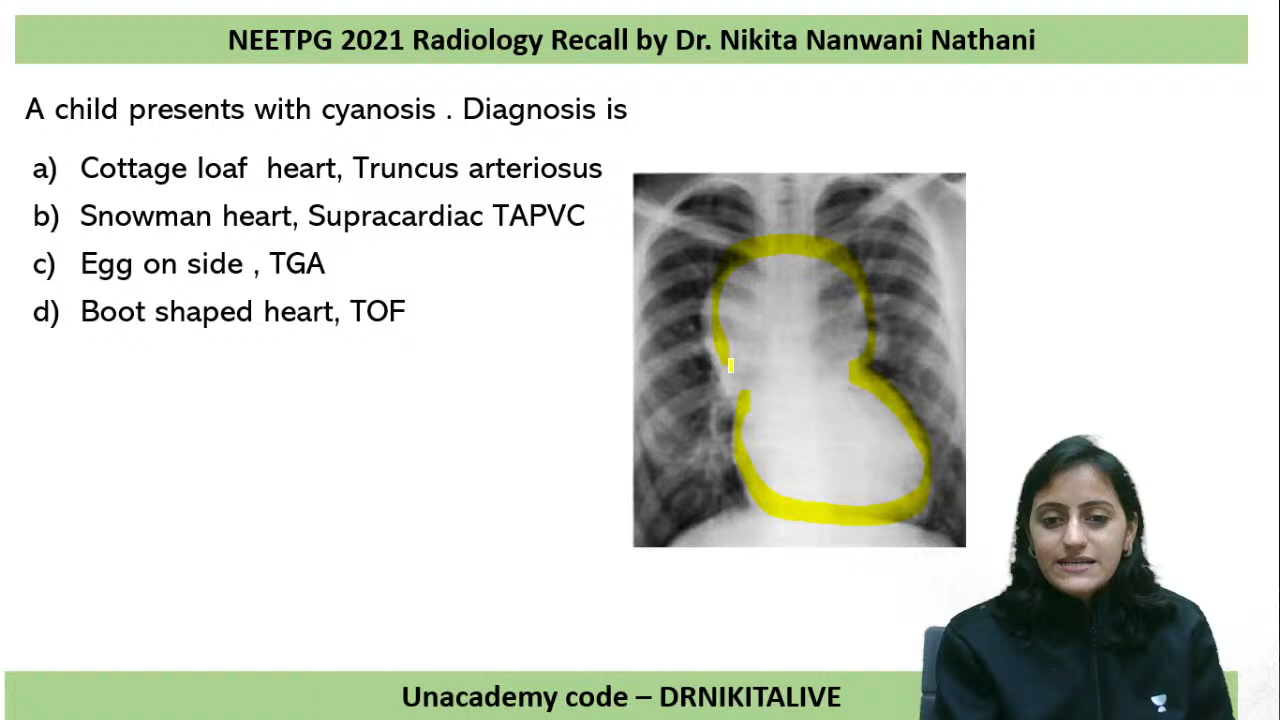 NEETPG 2021 Radiology Recall by Dr. Nikita Nanwani Nathani
A child presents with cyanosis . Diagnosis is
a) Cottage loaf heart, Truncus arteriosus
b) Snowman heart, Supracardiac TAPVC
c) Egg on side , TGA
d) Boot shaped heart, TOF
Unacademy code – DRNIKITALIVE